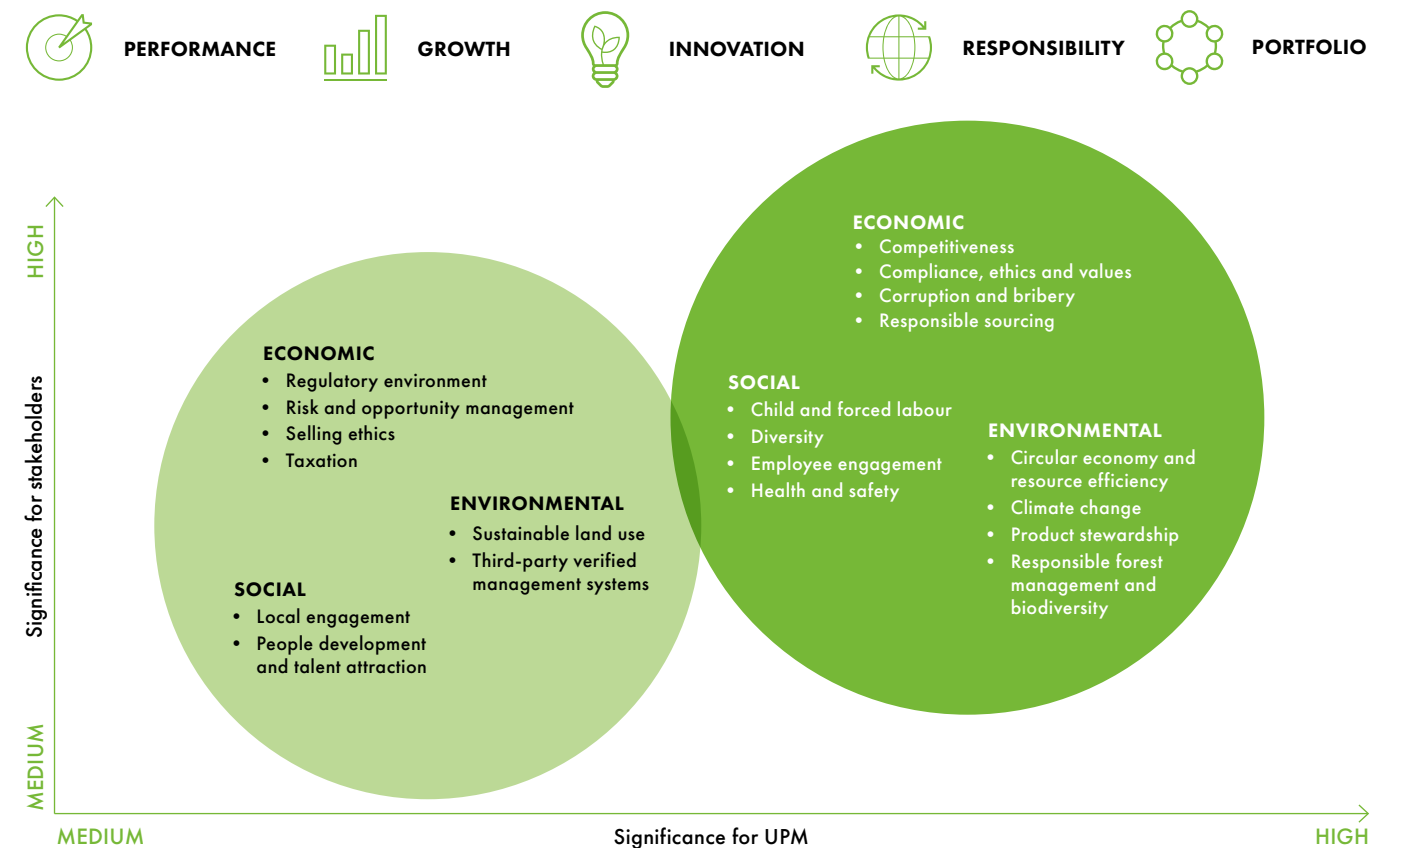 PERFORMANCE
GROWTH
INNOVATION
RESPONSIBILITY
PORTFOLIO
HIGH
Significance for stakeholders
MEDIUM
ECONOMIC
• Regulatory environment
• Risk and opportunity management
• Selling ethics
• Taxation
ENVIRONMENTAL
• Sustainable land use
• Third-party verified
management systems
SOCIAL
• Local engagement
• People development
and talent attraction
ECONOMIC
• Competitiveness
• Compliance, ethics and values
• Corruption and bribery
• Responsible sourcing
SOCIAL
• Child and forced labour
• Diversity
• Employee engagement
• Health and safety
ENVIRONMENTAL
• Circular economy and
resource efficiency
• Climate change
• Product stewardship
• Responsible forest
management and
biodiversity
MEDIUM
Significance for UPM
HIGH